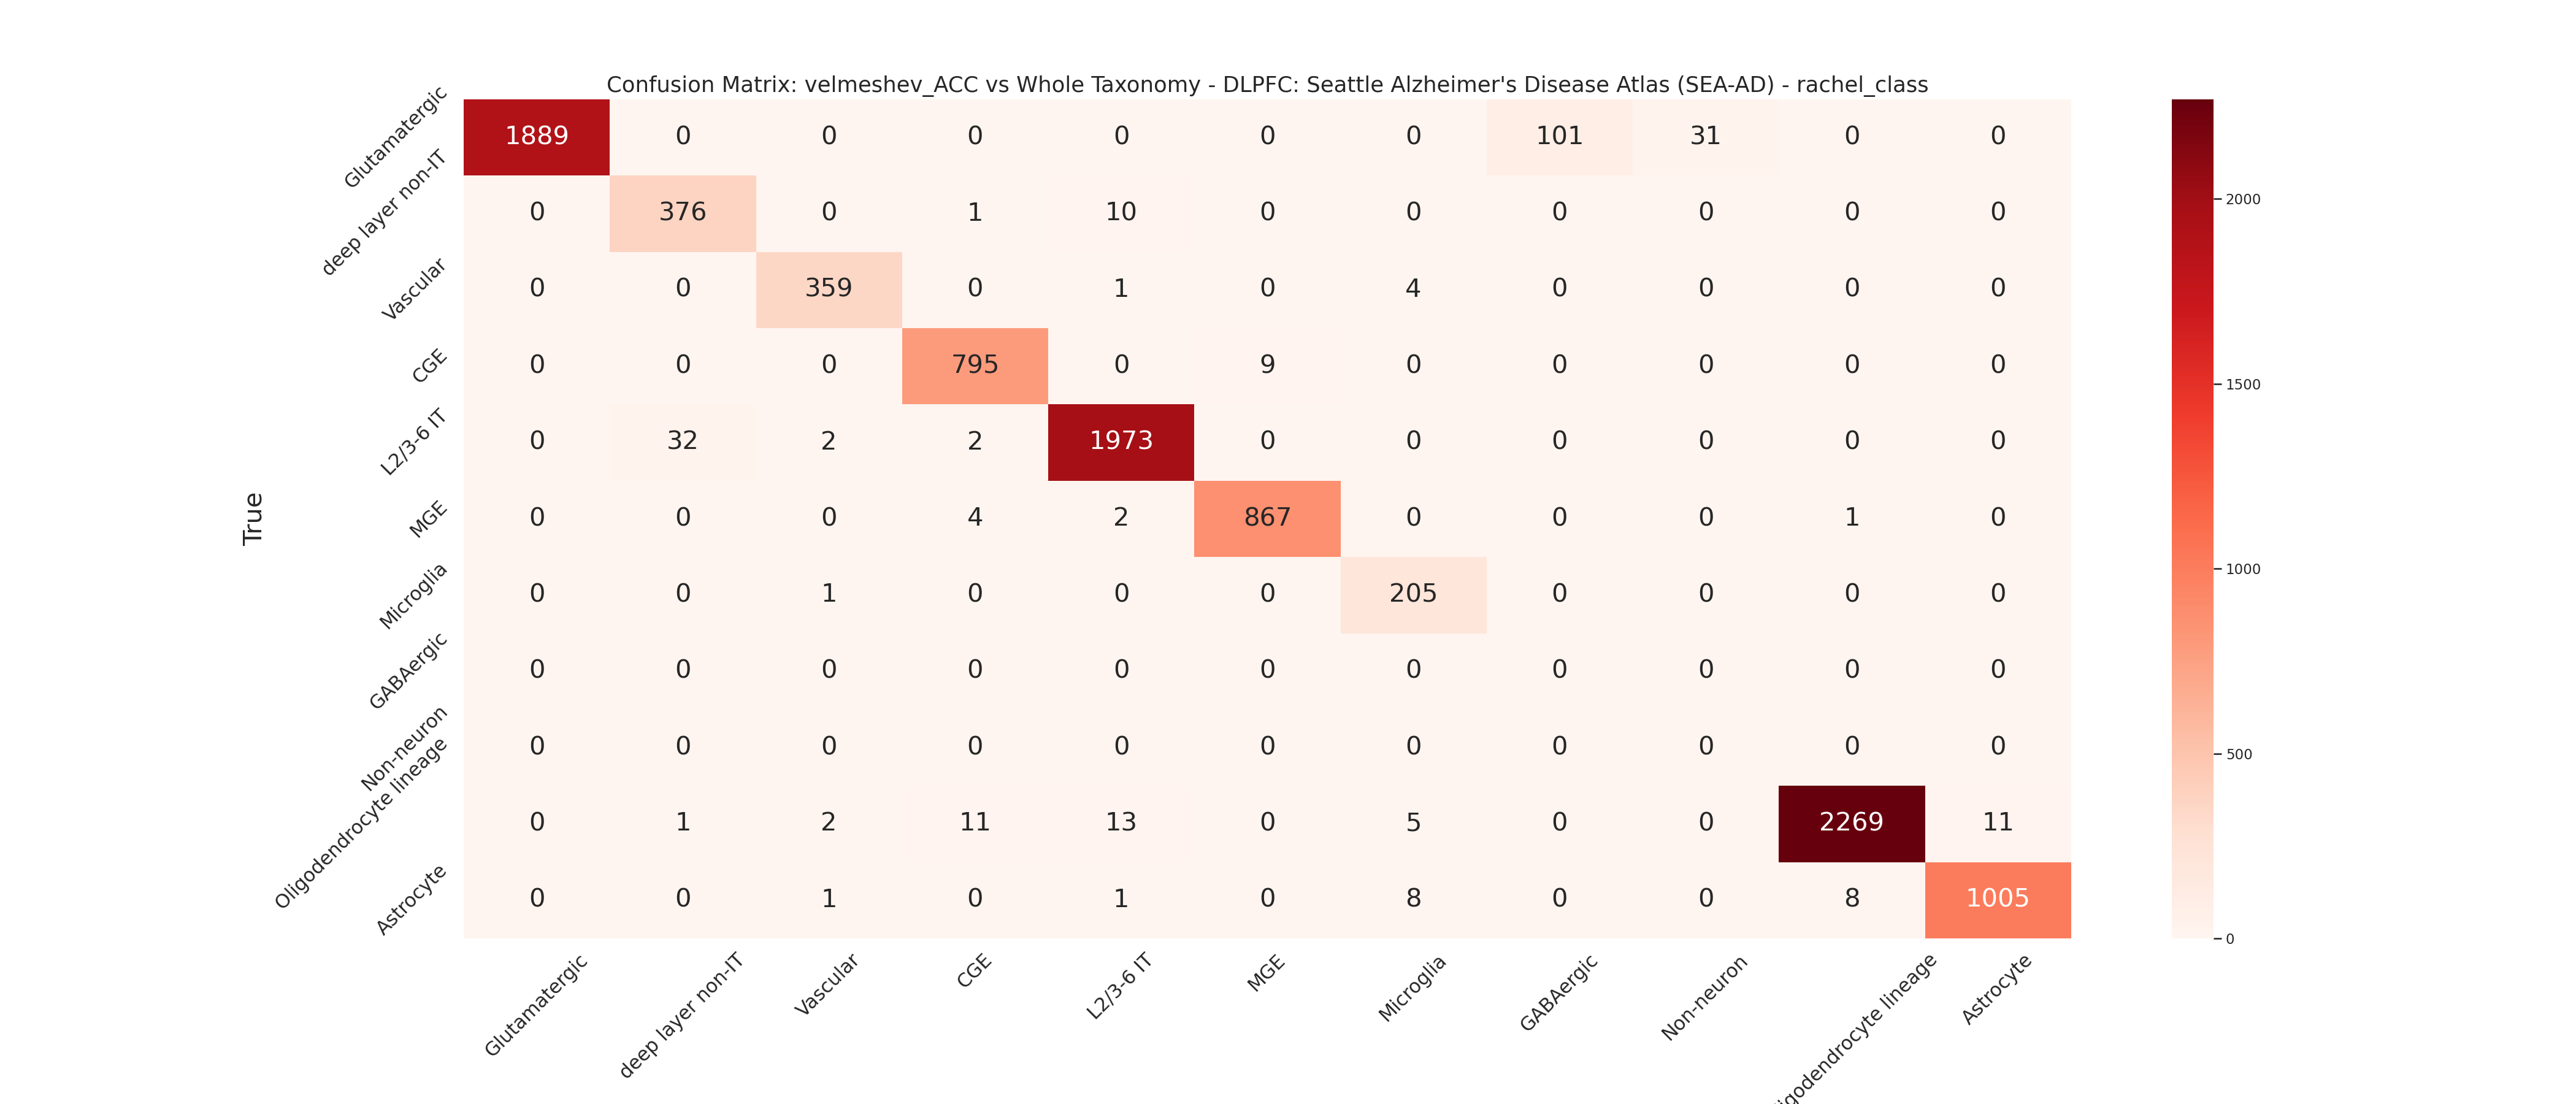 Confusion Matrix: velmeshev_ACC vs Whole Taxonomy - DLPFC: Seattle Alzheimer's Disease Atlas (SEA-AD) - rachel_class
True
Glutamatergic 1889 0 0 0 0 0 0 101 31 0 0
deep layer non-IT 0 376 0 1 10 0 0 0 0 0 0
Vascular 0 0 359 0 1 0 4 0 0 0 0
CGE 0 0 0 795 0 9 0 0 0 0 0
L2/3-6 IT 0 32 2 2 1973 0 0 0 0 0 0
MGE 0 0 0 4 2 867 0 0 0 1 0
Microglia 0 0 1 0 0 0 205 0 0 0 0
GABAergic 0 0 0 0 0 0 0 0 0 0 0
Non-neuron 0 0 0 0 0 0 0 0 0 0 0
Oligodendrocyte lineage 0 1 2 11 13 0 5 0 0 2269 11
Astrocyte 0 0 1 0 1 0 8 0 0 8 1005
Glutamatergic deep layer non-IT Vascular CGE L2/3-6 IT MGE Microglia GABAergic Non-neuron lineage Astrocyte
2000
1500
1000
500
0